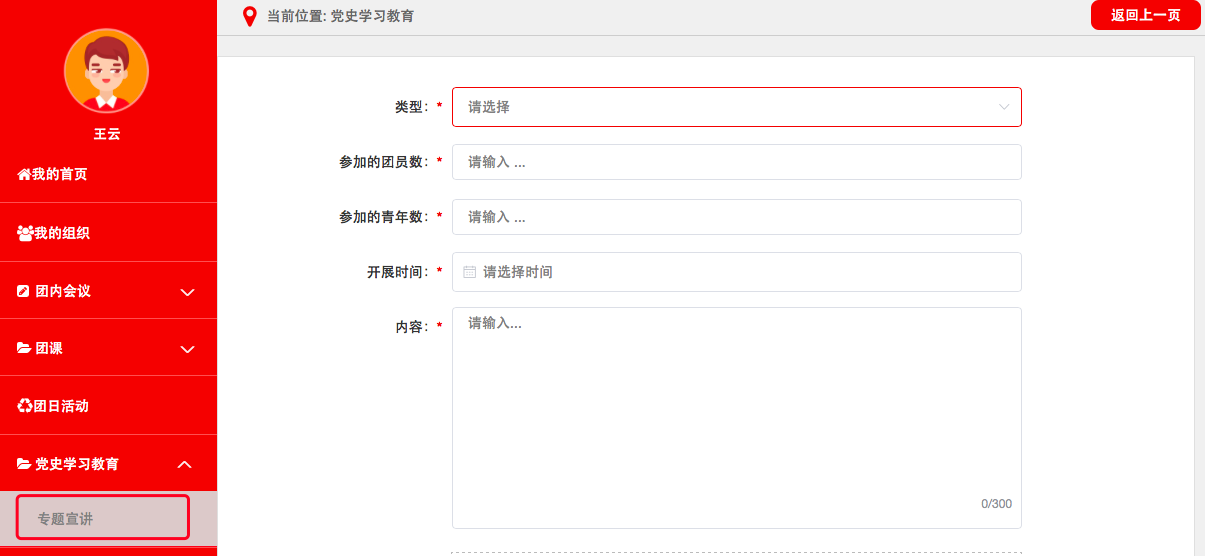 当前位置: 党史学习教育
返回上一页
王云
我的首页
我的组织
团内会议
团课
团日活动
党史学习教育
专题宣讲
类型：*
请选择
参加的团员数：*
请输入 ...
参加的青年数：*
请输入 ...
开展时间：*
请选择时间
内容：*
请输入...
0/300